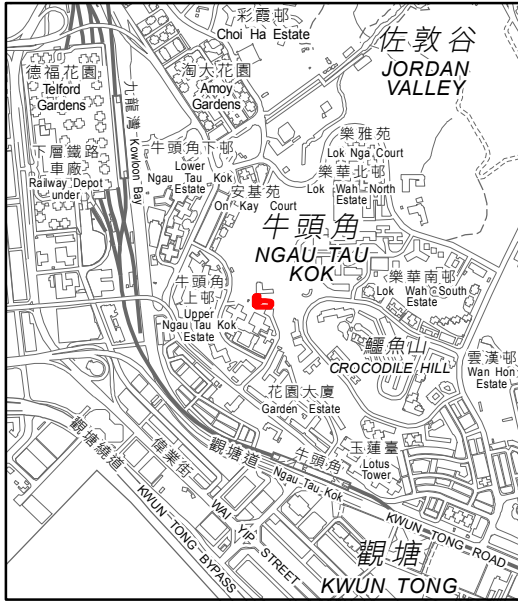 彩霞邨
Choi Ha Estate
佐敦谷
JORDAN
VALLEY
德福花園
Telford
Gardens
淘大花園
Amoy
Gardens
九龍灣
Kowloon Bay
下層鐵路
車廠
Railway Depot
under
牛頭角下邨
Lower
Ngau Tau Kok
Estate
安基苑
On Kay Court
樂雅苑
Lok Nga Court
樂華北邨
Lok Wah North
Estate
牛頭角
NGAU TAU
KOK
牛頭角
上邨
Upper
Ngau Tau Kok
Estate
樂華南邨
Lok Wah South
Estate
鱷魚山
CROCODILE HILL
雲漢邨
Wan Hon
Estate
花園大廈
Garden Estate
玉蓮臺
Lotus
Tower
觀塘道
牛頭角
Ngau Tau Kok
偉業街
WAI YIP STREET
觀塘繞道
KWUN TONG BYPASS
KWUN TONG ROAD
觀塘
KWUN TONG